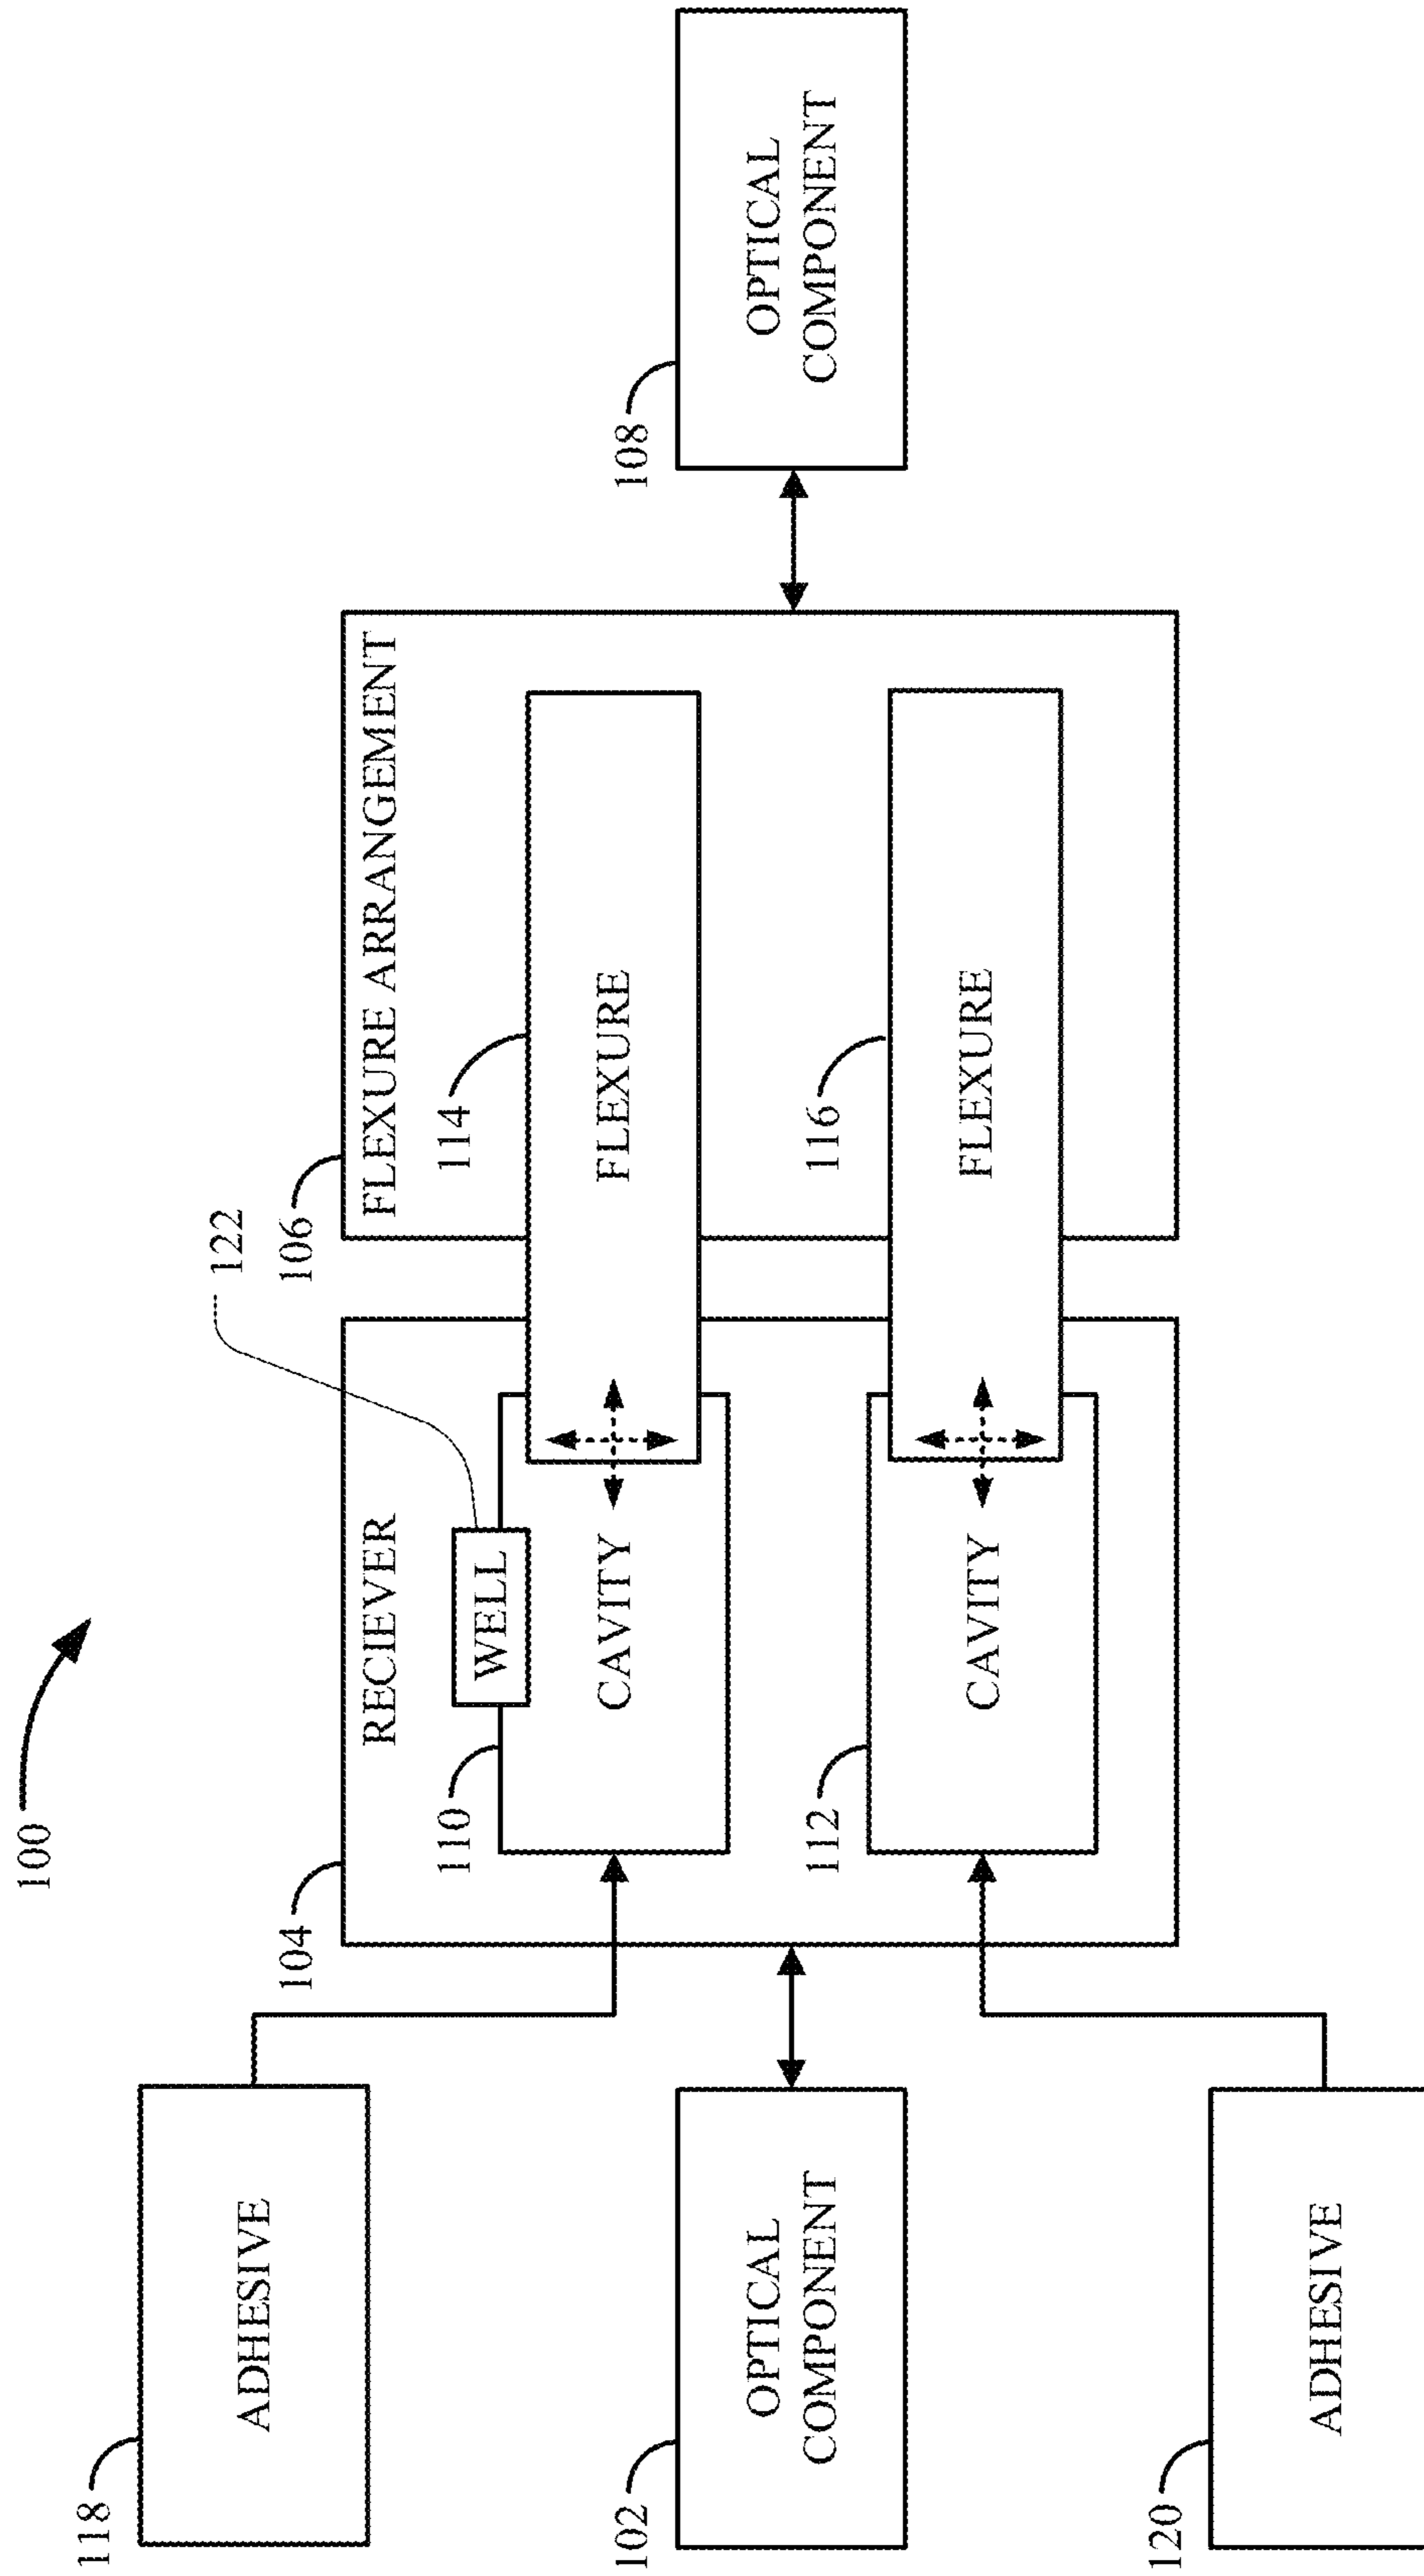 100
118
ADHESIVE
104
RECIEVER
122
106
FLEXURE ARRANGEMENT
110
WELL
CAVITY
114
FLEXURE
102
OPTICAL
COMPONENT
108
OPTICAL
COMPONENT
112
CAVITY
116
FLEXURE
120
ADHESIVE